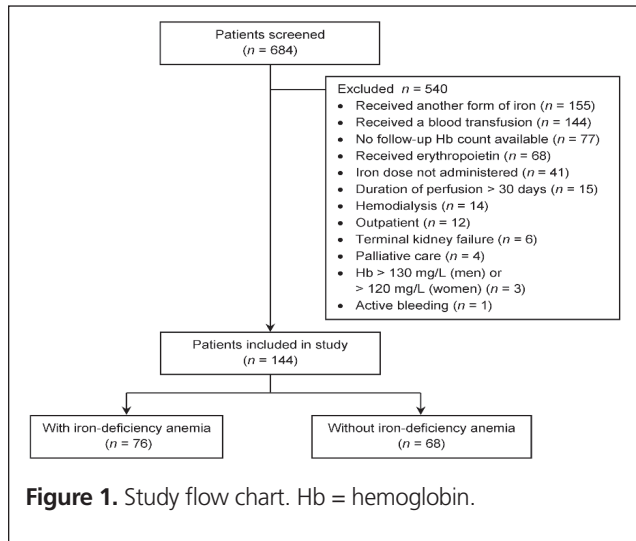 Patients screened
(n = 684)
Excluded n = 540
• Received another form of iron (n = 155)
• Received a blood transfusion (n = 144)
• No follow-up Hb count available (n = 77)
• Received erythropoietin (n = 68)
• Iron dose not administered (n = 41)
• Duration of perfusion > 30 days (n = 15)
• Hemodialysis (n = 14)
• Outpatient (n = 12)
• Terminal kidney failure (n = 6)
• Palliative care (n = 4)
• Hb > 130 mg/L (men) or
> 120 mg/L (women) (n = 3)
• Active bleeding (n = 1)
Patients included in study
(n = 144)
With iron-deficiency anemia
(n = 76)
Without iron-deficiency anemia
(n = 68)
Figure 1. Study flow chart. Hb = hemoglobin.